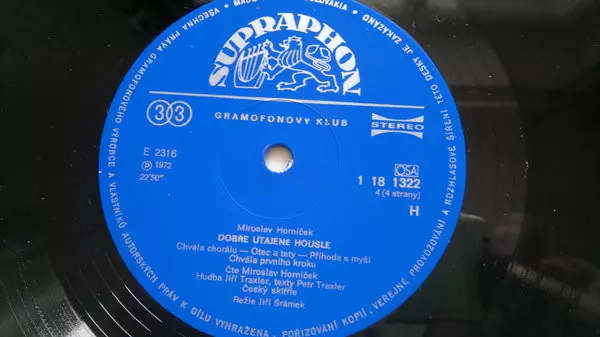 SUPRAPHON
GRAMOFONOVÝ KLUB
33
STEREO
E 2316
Ⓟ 1972
22'50"
OSA
1 18 1322
4 (4 strany)
H
Miroslav Horníček
DOBŘE UTAJENÉ HOUSLE
Chvála chorálu — Otec a tety — Příhoda s myší
Chvála prvního kroku
Čte Miroslav Horníček
Hudba Jiří Traxler, texty Petr Traxler
Český skiffle
Režie Jiří Šrámek
VŠECHNA PRÁVA GRAMOFONOVÉHO VÝROBCE A VLASTNÍKŮ AUTORSKÝCH PRÁV K DÍLU VYHRAŽENA. POŘIZOVÁNÍ KOPIÍ, VEŘEJNÉ PROVOZOVÁNÍ A ROZHLASOVÉ ŠÍŘENÍ TÉTO DESKY JE ZAKÁZÁNO